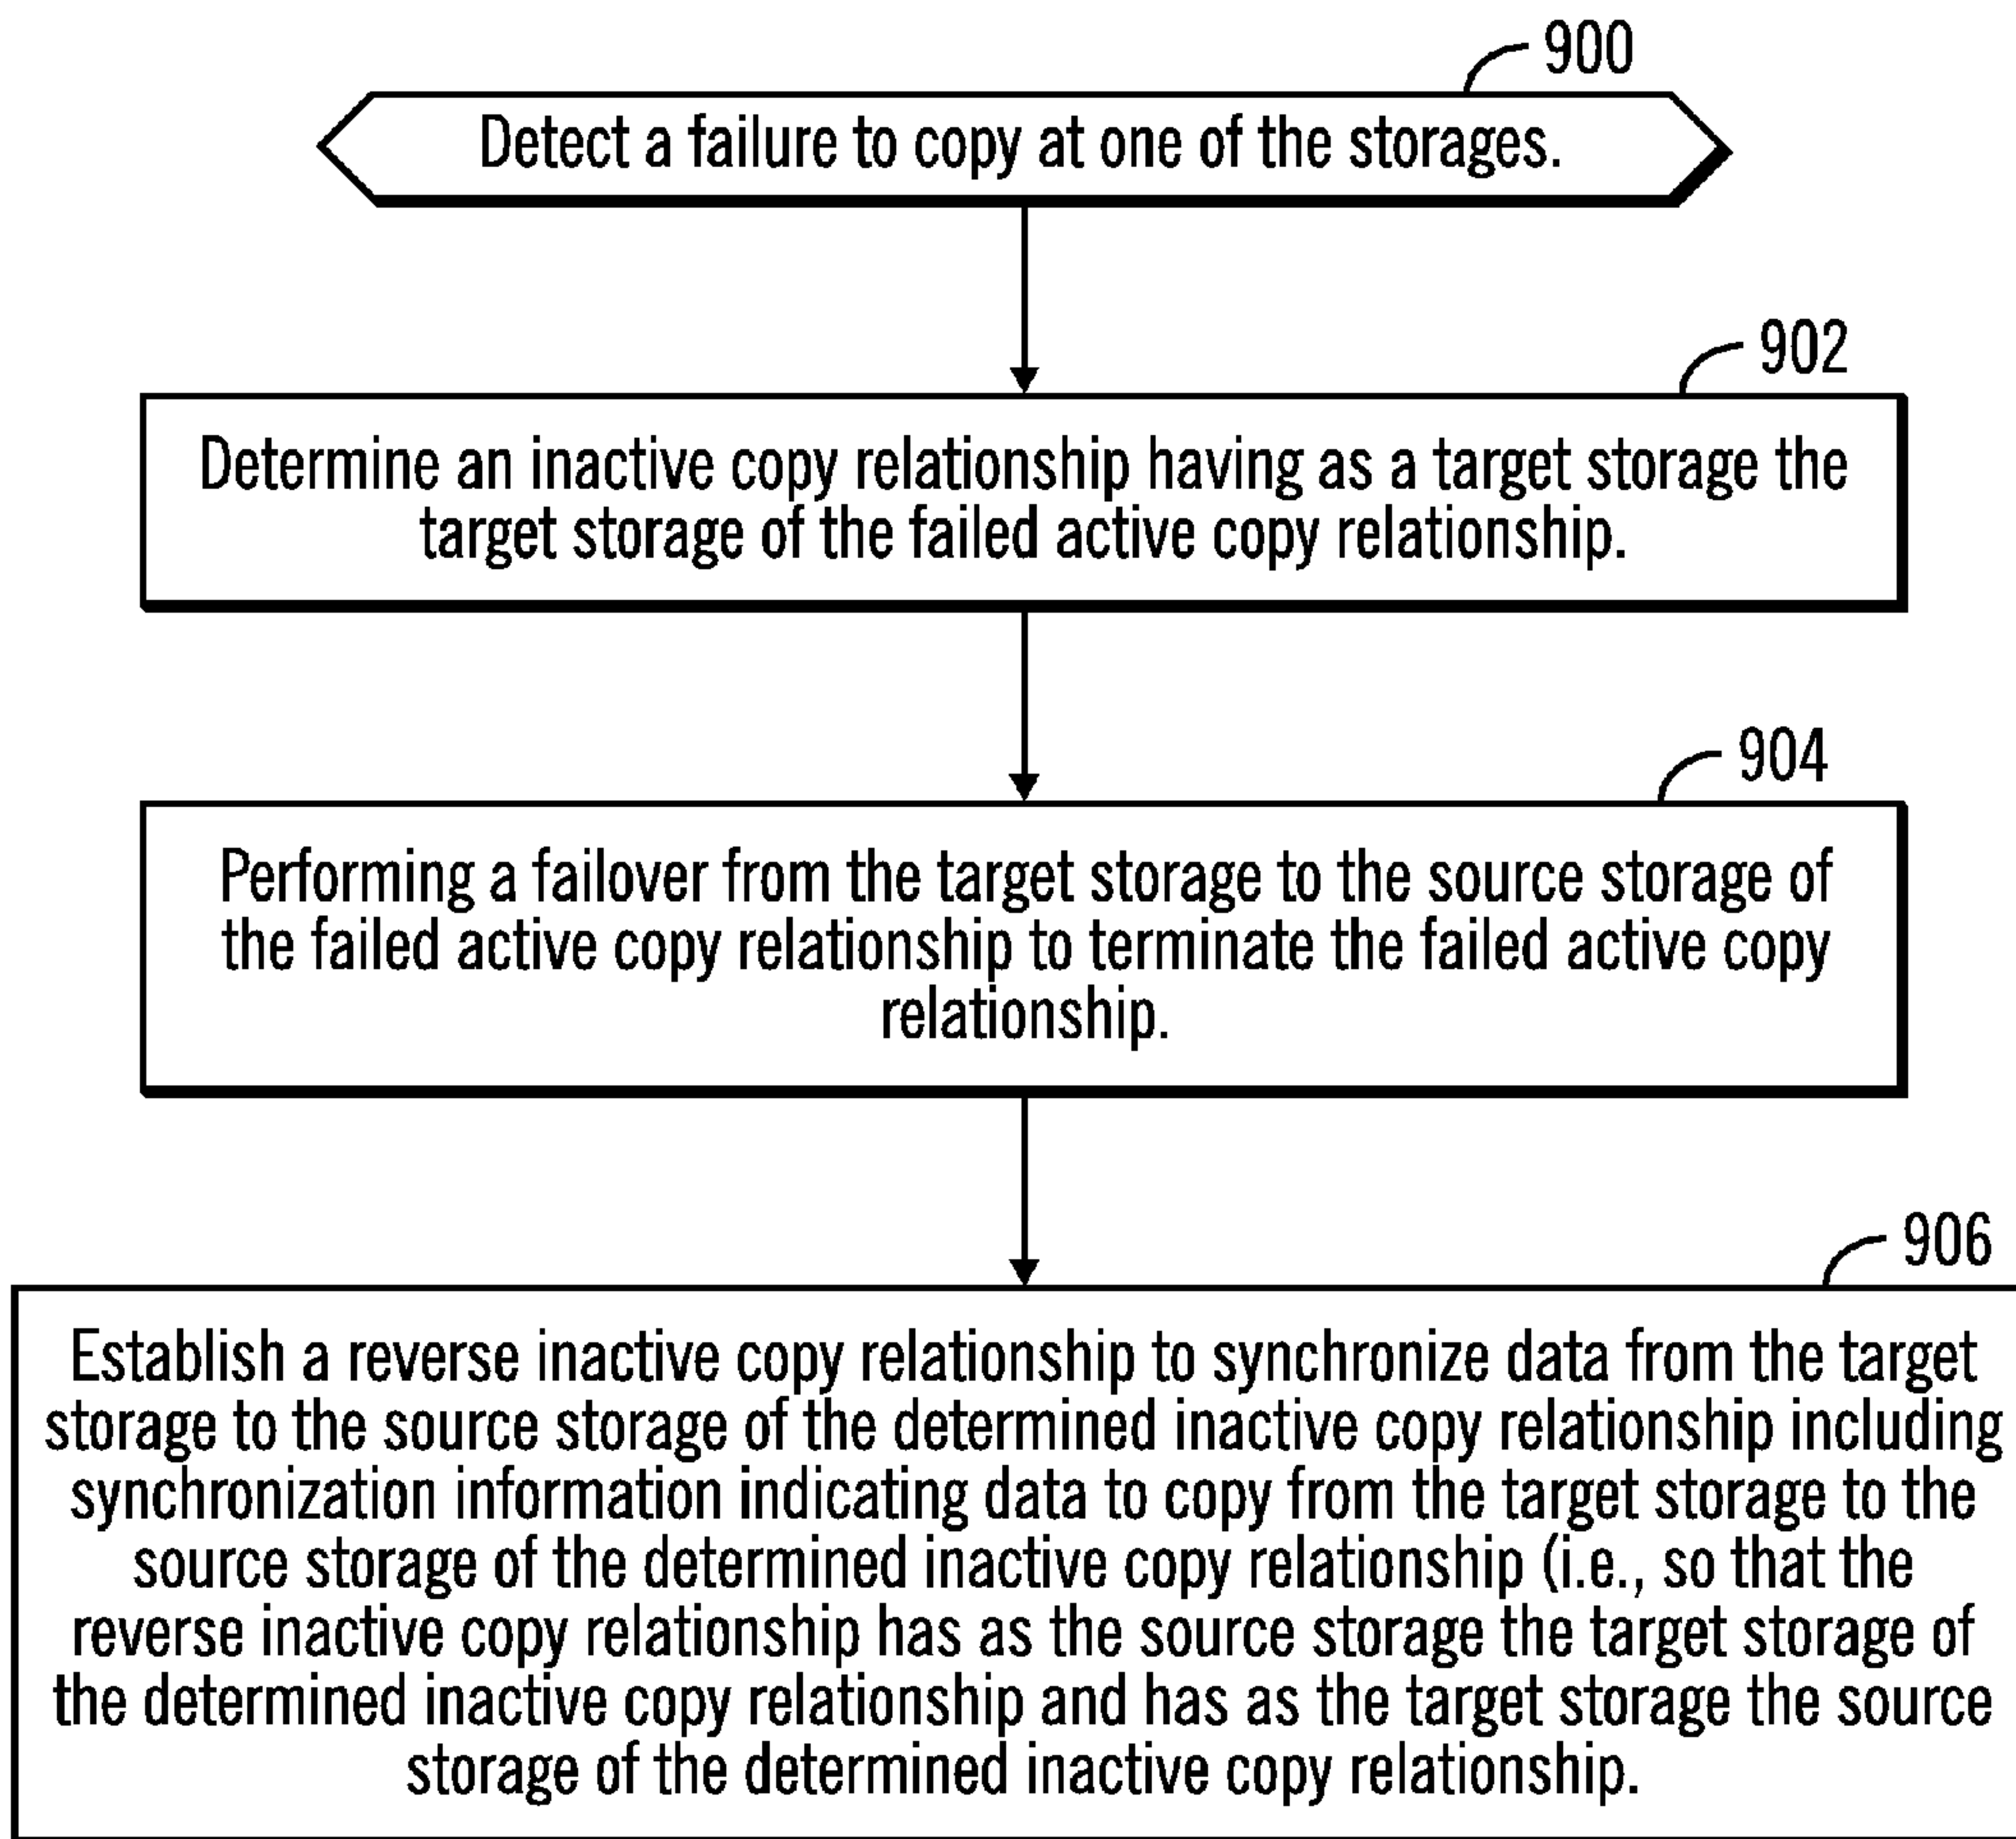 900
Detect a failure to copy at one of the storages.
902
Determine an inactive copy relationship having as a target storage the
target storage of the failed active copy relationship.
904
Performing a failover from the target storage to the source storage of
the failed active copy relationship to terminate the failed active copy
relationship.
906
Establish a reverse inactive copy relationship to synchronize data from the target
storage to the source storage of the determined inactive copy relationship including
synchronization information indicating data to copy from the target storage to the
source storage of the determined inactive copy relationship (i.e., so that the
reverse inactive copy relationship has as the source storage the target storage of
the determined inactive copy relationship and has as the target storage the source
storage of the determined inactive copy relationship.